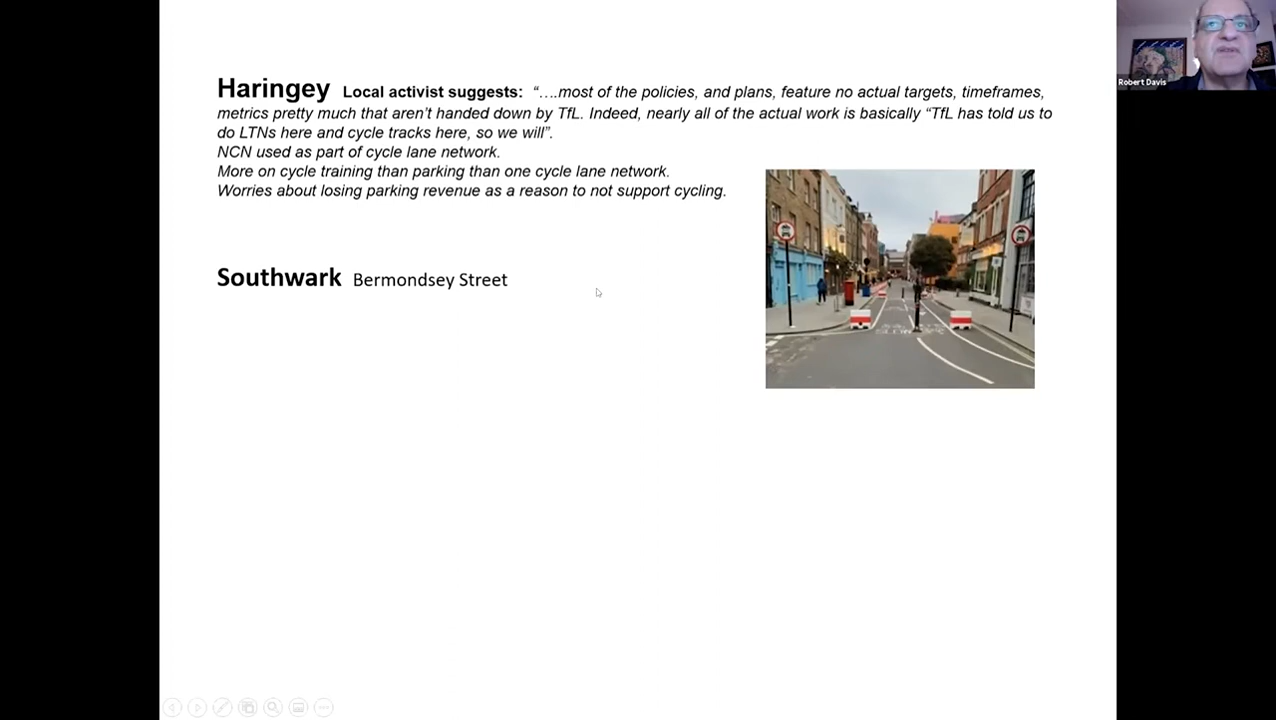 Haringey Local activist suggests: “….most of the policies, and plans, feature no actual targets, timeframes,
metrics pretty much that aren’t handed down by TfL. Indeed, nearly all of the actual work is basically “TfL has told us to
do LTNs here and cycle tracks here, so we will”.
NCN used as part of cycle lane network.
More on cycle training than parking than one cycle lane network.
Worries about losing parking revenue as a reason to not support cycling.
Southwark Bermondsey Street
SLOW
Robert Davis